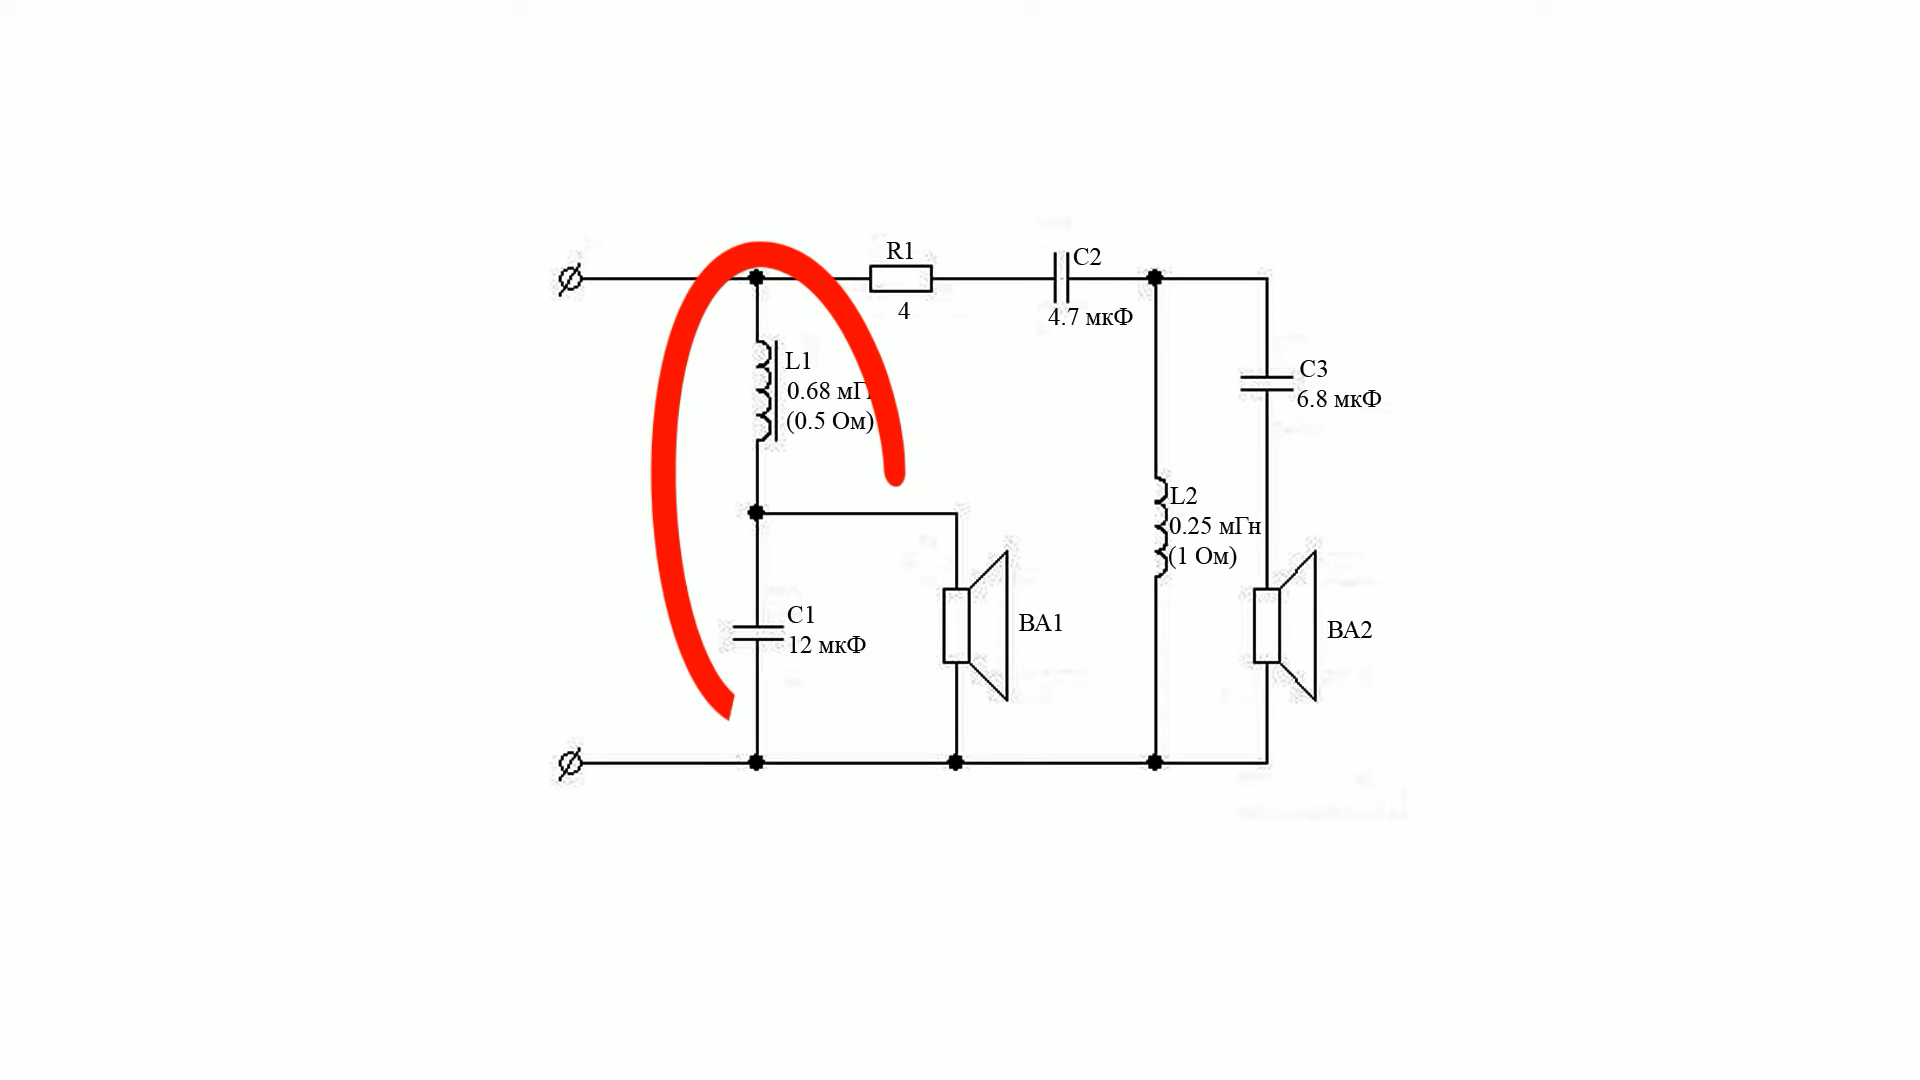 R1
4
C2
4.7 мкФ
L1
0.68 мГ
(0.5 Ом)
C3
6.8 мкФ
L2
0.25 мГн
(1 Ом)
C1
12 мкФ
BA1
BA2